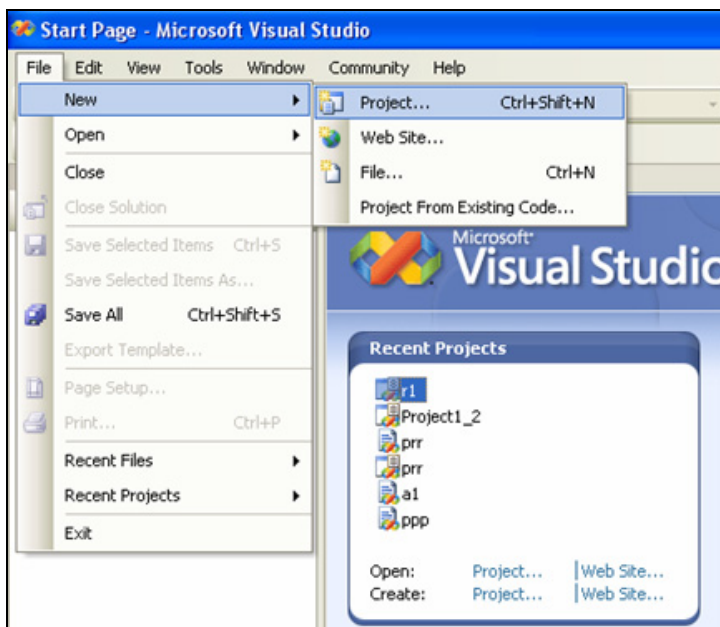 Start Page - Microsoft Visual Studio
File Edit View Tools Window Community Help
New
Open
Close
Close Solution
Save Selected Items Ctrl+S
Save Selected Items As...
Save All Ctrl+Shift+S
Export Template...
Page Setup...
Print... Ctrl+P
Recent Files
Recent Projects
Exit
Project... Ctrl+Shift+N
Web Site...
File... Ctrl+N
Project From Existing Code...
Microsoft
Visual Studio
Recent Projects
r1
Project1_2
prr
prr
a1
ppp
Open: Project... Web Site...
Create: Project... Web Site...